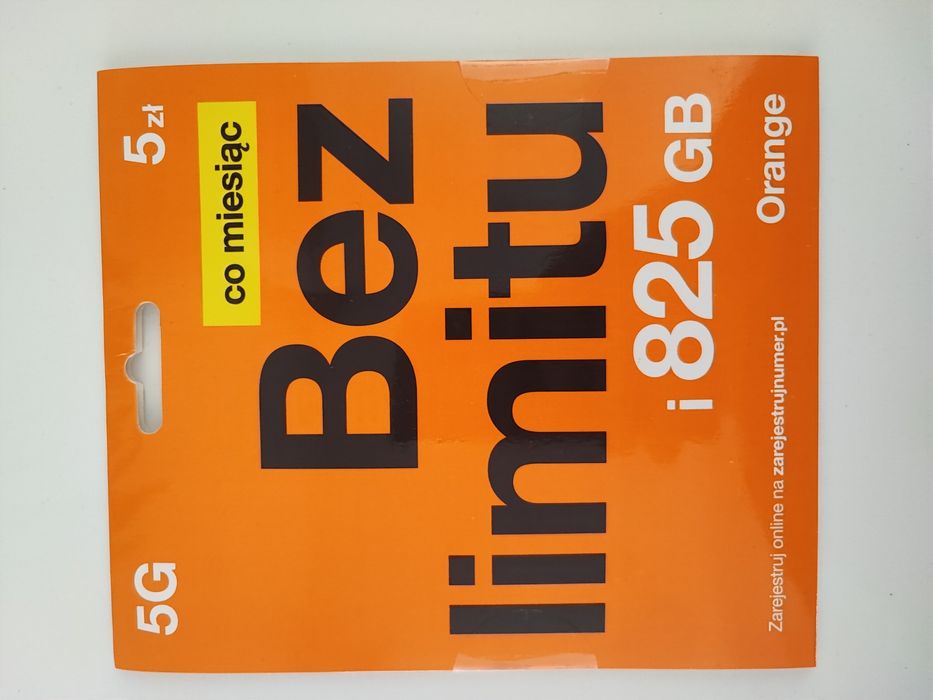 5G
5 zł
co miesiąc
Bez
limitu
i 825 GB
Zarejestruj online na zarejestrujnumer.pl
Orange